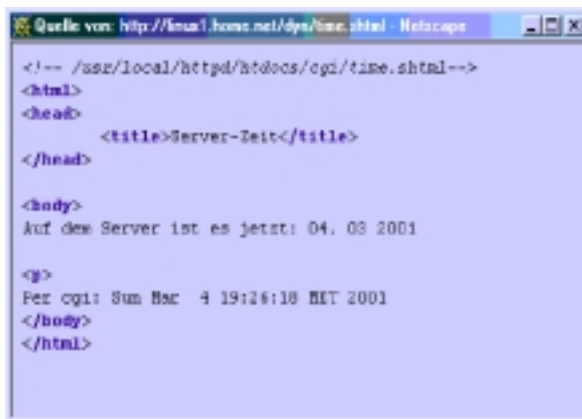 Quelle von: http://linux1.home.net/dyn/time.shtml - Netscape
<!-- /usr/local/httpd/htdocs/cgi/time.shtml-->
<html>
<head>
<title>Server-Zeit</title>
</head>
<body>
Auf dem Server ist es jetzt: 04. 03 2001
<p>
Per cgi: Sun Mar 4 19:26:18 MET 2001
</body>
</html>